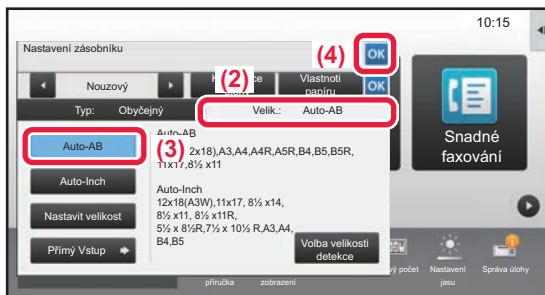 10:15
Nastavení zásobníku
(4)
OK
Nouzový
(2)
Vlastnoti
papíru
OK
Typ: Obyčejný
Velik.: Auto-AB
Auto-AB
(3)
Auto-AB
2x18),A3,A4,A4R,A5R,B4,B5,B5R,
11x17,8½ x11
Auto-Inch
Auto-Inch
12x18(A3W),11x17, 8½ x14,
8½ x11, 8½ x11R,
5½ x 8½R,7½ x 10½ R,A3,A4,
B4,B5
Nastavit velikost
Přímý Vstup
Volba velikosti
detekce
Snadné
faxování
počet
Nastavení
jasu
Správa úlohy
příručka
zobrazení